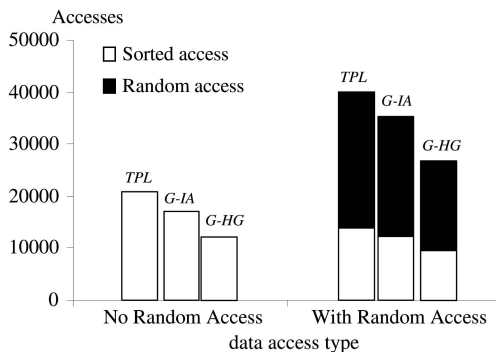 Accesses
50000
40000
30000
20000
10000
0
Sorted access
Random access
TPL
G-IA
G-HG
TPL
G-IA
G-HG
No Random Access
With Random Access
data access type